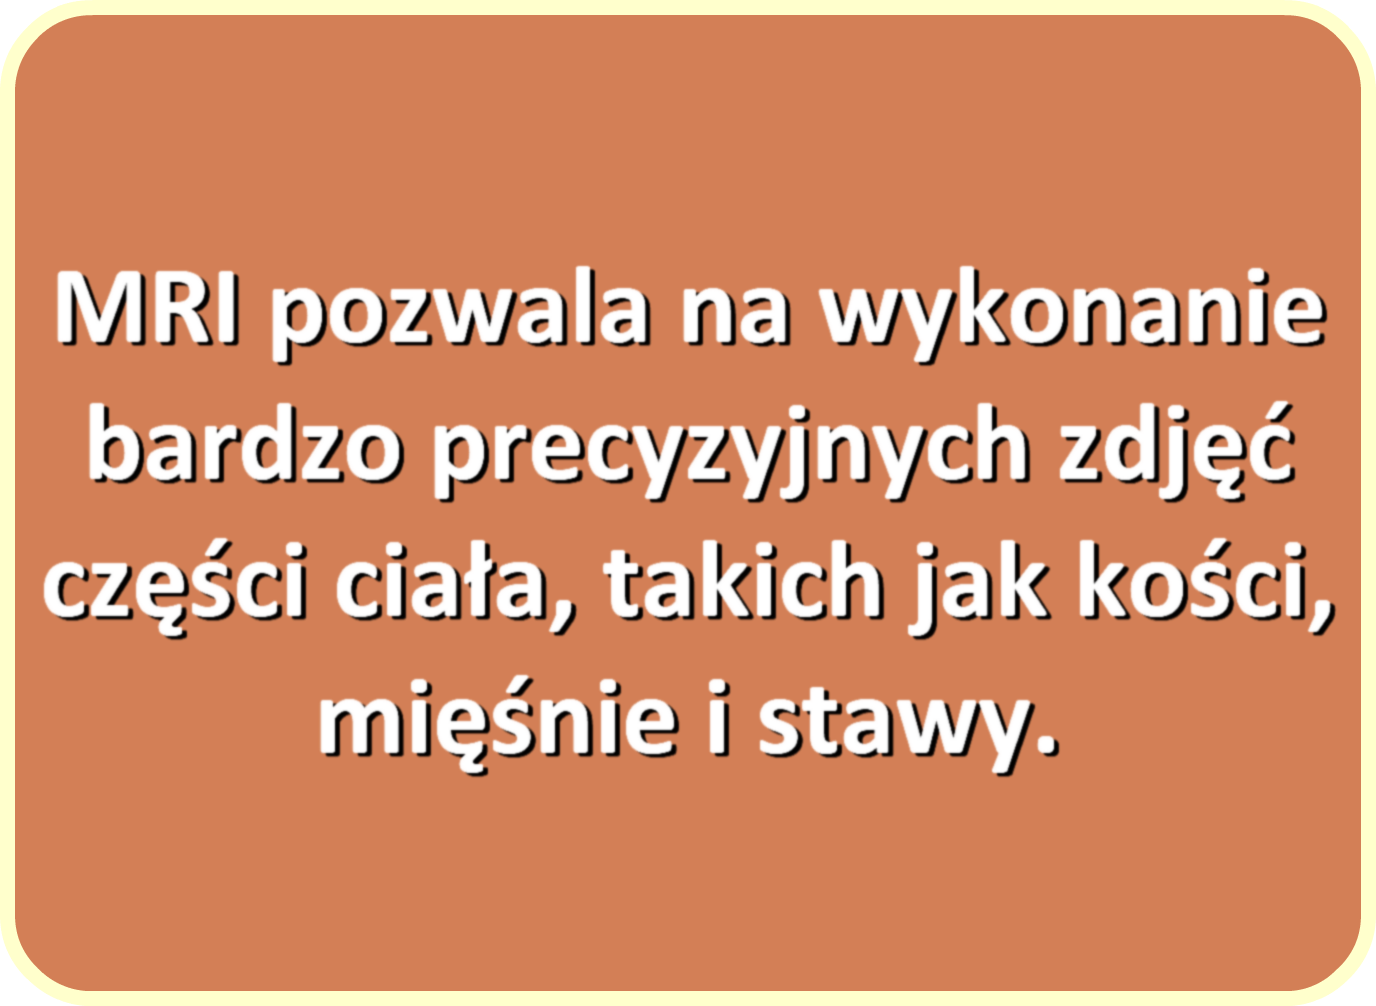 MRI pozwala na wykonanie
bardzo precyzyjnych zdjęć
części ciała, takich jak kości,
mięśnie i stawy.